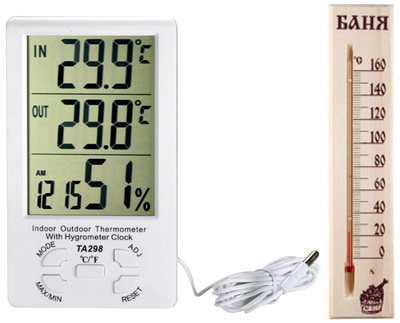 IN 29.9°C
OUT 29.8°C
AM 12 15 51%
Indoor Outdoor Thermometer
With Hygrometer Clock
MODE TA298 ADJ
°C/°F
MAX/MIN RESET
БАНЯ
°C
160
140
120
100
80
60
40
20
0